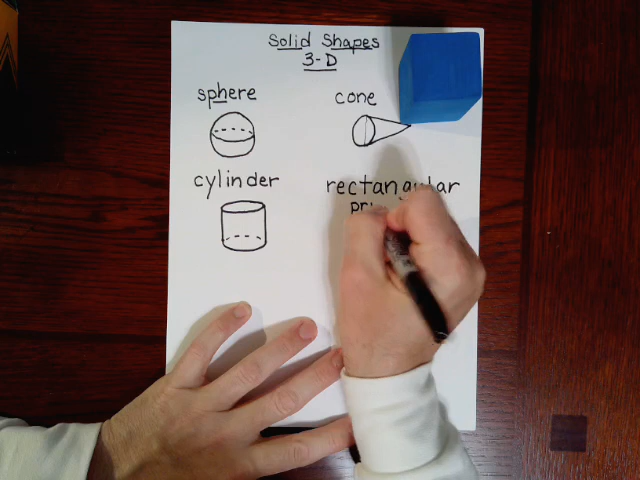 Solid Shapes
3-D
sphere
cone
cylinder
rectangular